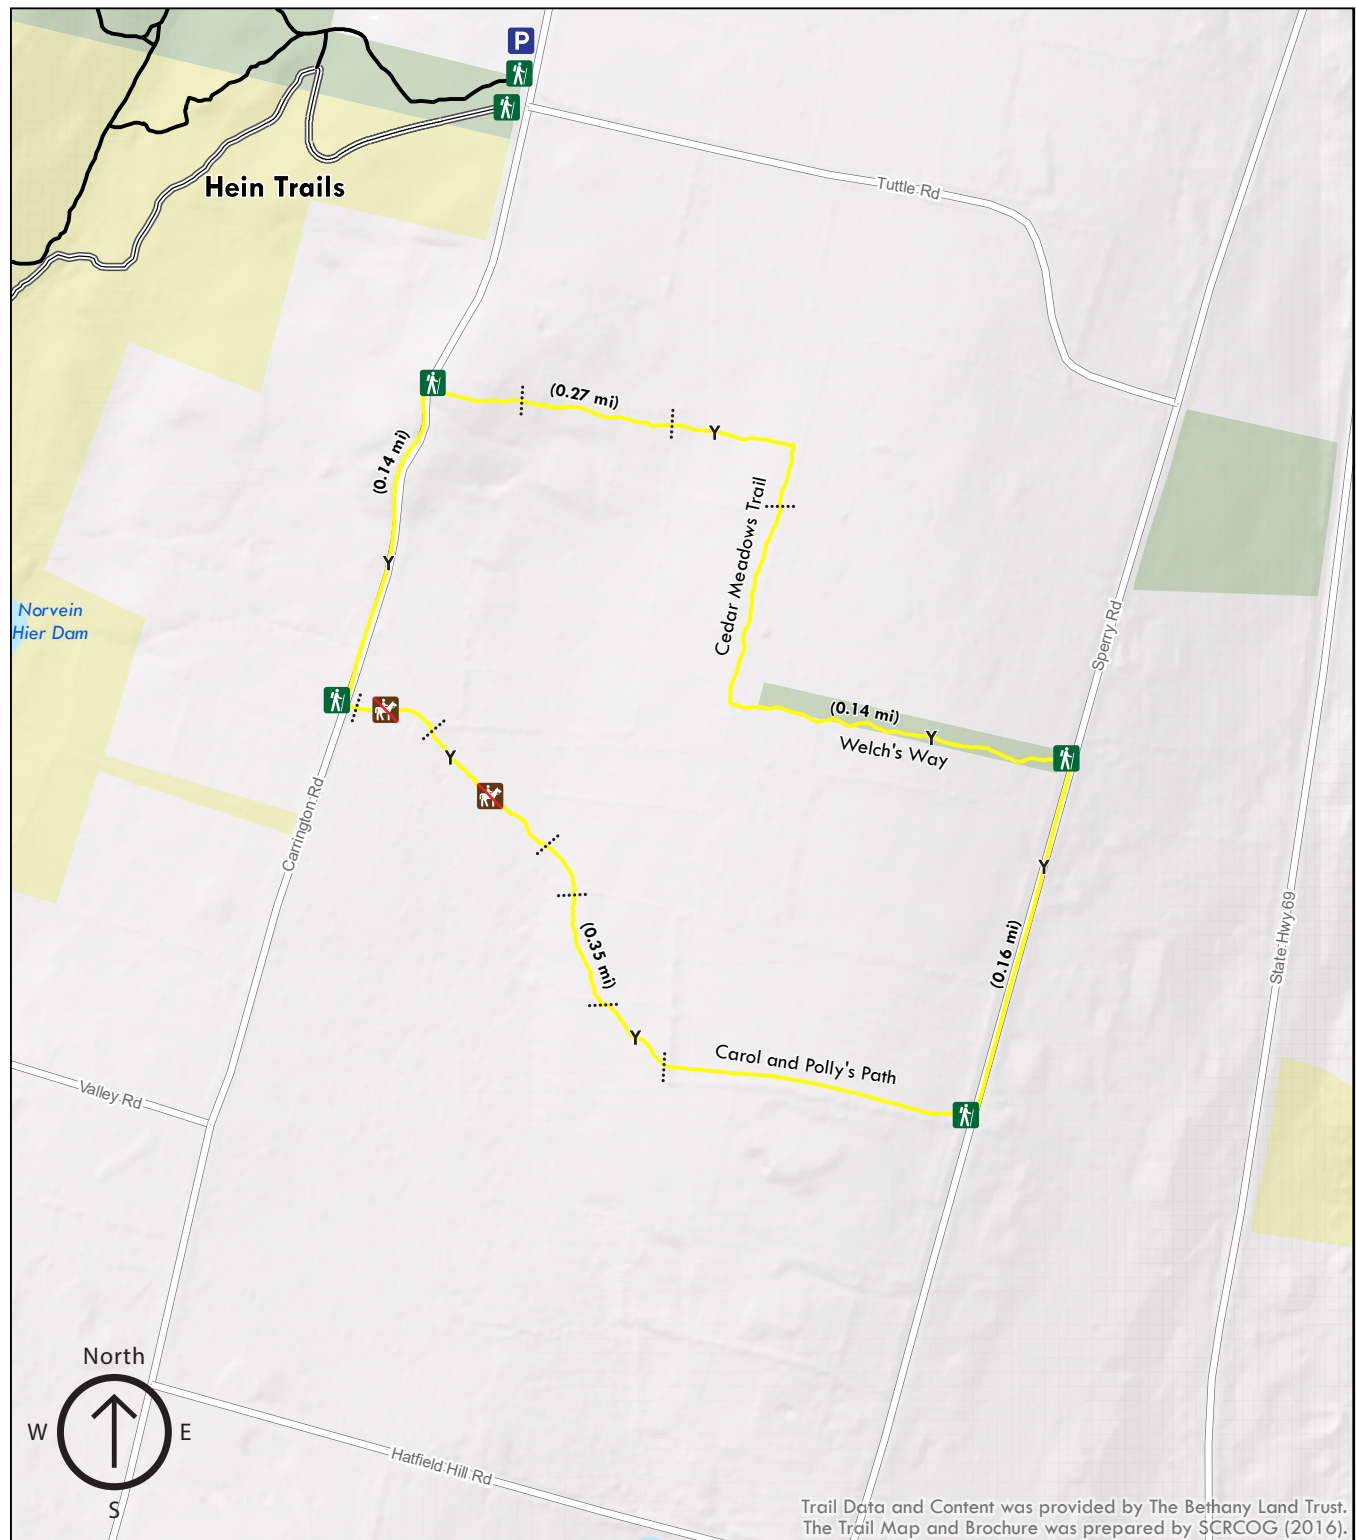 P
Hein Trails
Tuttle Rd
(0.27 mi)
Y
(0.14 mi)
Cedar Meadows Trail
Y
Norvein
Hier Dam
Sperry Rd
(0.14 mi)
Y
Welch's Way
Y
Carrington Rd
Y
(0.35 mi)
(0.16 mi)
State Hwy 69
Y
Carol and Polly's Path
Valley Rd
North
W
E
S
Hatfield Hill Rd
Trail Data and Content was provided by The Bethany Land Trust.
The Trail Map and Brochure was prepared by SCRCOG (2016).